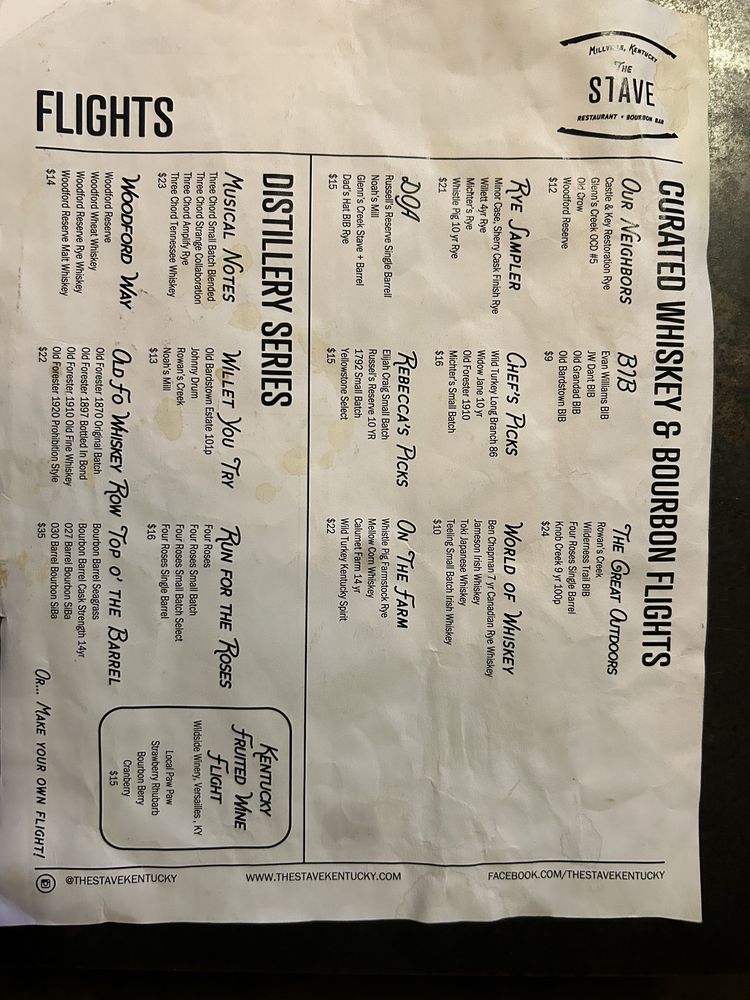 MILLVILLE, KENTUCKY
THE
STAVE
RESTAURANT • BOURBON BAR
FLIGHTS
CURATED WHISKEY & BOURBON FLIGHTS
OUR NEIGHBORS
Castle & Key Restoration Rye
Glenn's Creek OCD #5
Old Crow
Woodford Reserve
$12
BIB
Evan Williams BIB
JW Dant BIB
Old Grandad BIB
Old Bardstown BIB
$9
THE GREAT OUTDOORS
Rowan's Creek
Wilderness Trail BIB
Four Roses Single Barrel
Knob Creek 9 yr 100p
$24
RYE SAMPLER
Minor Case, Sherry Cask Finish Rye
Willett 4yr Rye
Michter's Rye
Whistle Pig 10 yr Rye
$21
CHEF'S PICKS
Wild Turkey Long Branch 86
Widow Jane 10 yr
Old Forester 1910
Michter's Small Batch
$16
WORLD OF WHISKEY
Ben Chapman 7 yr Canadian Rye Whiskey
Jameson Irish Whiskey
Toki Japanese Whiskey
Teeling Small Batch Irish Whiskey
$10
DOA
Russell's Reserve Single Barrell
Noah's Mill
Glenn's Creek Stave + Barrel
Dad's Hat BIB Rye
$15
REBECCA'S PICKS
Elijah Craig Small Batch
Russel's Reserve 10 YR
1792 Small Batch
Yellowstone Select
$15
ON THE FARM
Whistle Pig Farmstock Rye
Mellow Corn Whiskey
Calumet Farm 14 yr
Wild Turkey Kentucky Spirit
$22
DISTILLERY SERIES
MUSICAL NOTES
Three Chord Small Batch Blended
Three Chord Strange Collaboration
Three Chord Amplify Rye
Three Chord Tennessee Whiskey
$23
WILLET YOU TRY
Old Bardstown Estate 101p
Johnny Drum
Rowan's Creek
Noah's Mill
$13
RUN FOR THE ROSES
Four Roses
Four Roses Small Batch
Four Roses Small Batch Select
Four Roses Single Barrel
$16
WOODFORD WAY
Woodford Reserve
Woodford Wheat Whiskey
Woodford Reserve Rye Whiskey
Woodford Reserve Malt Whiskey
$14
OLD FO WHISKEY ROW
Old Forester 1870 Original Batch
Old Forester 1897 Bottled In Bond
Old Forester 1910 Old Fine Whiskey
Old Forester 1920 Prohibition Style
$22
TOP O' THE BARREL
Bourbon Barrel Seagrass
Bourbon Barrel Cask Strength 14yr
027 Barrel Bourbon SiBa
030 Barrel Bourbon SiBa
$35
KENTUCKY
FRUITED WINE
FLIGHT
Wildside Winery, Versailles, KY
Local Paw Paw
Strawberry Rhubarb
Bourbon Berry
Cranberry
$15
OR... MAKE YOUR OWN FLIGHT!
@THESTAVEKENTUCKY
WWW.THESTAVEKENTUCKY.COM
FACEBOOK.COM/THESTAVEKENTUCKY